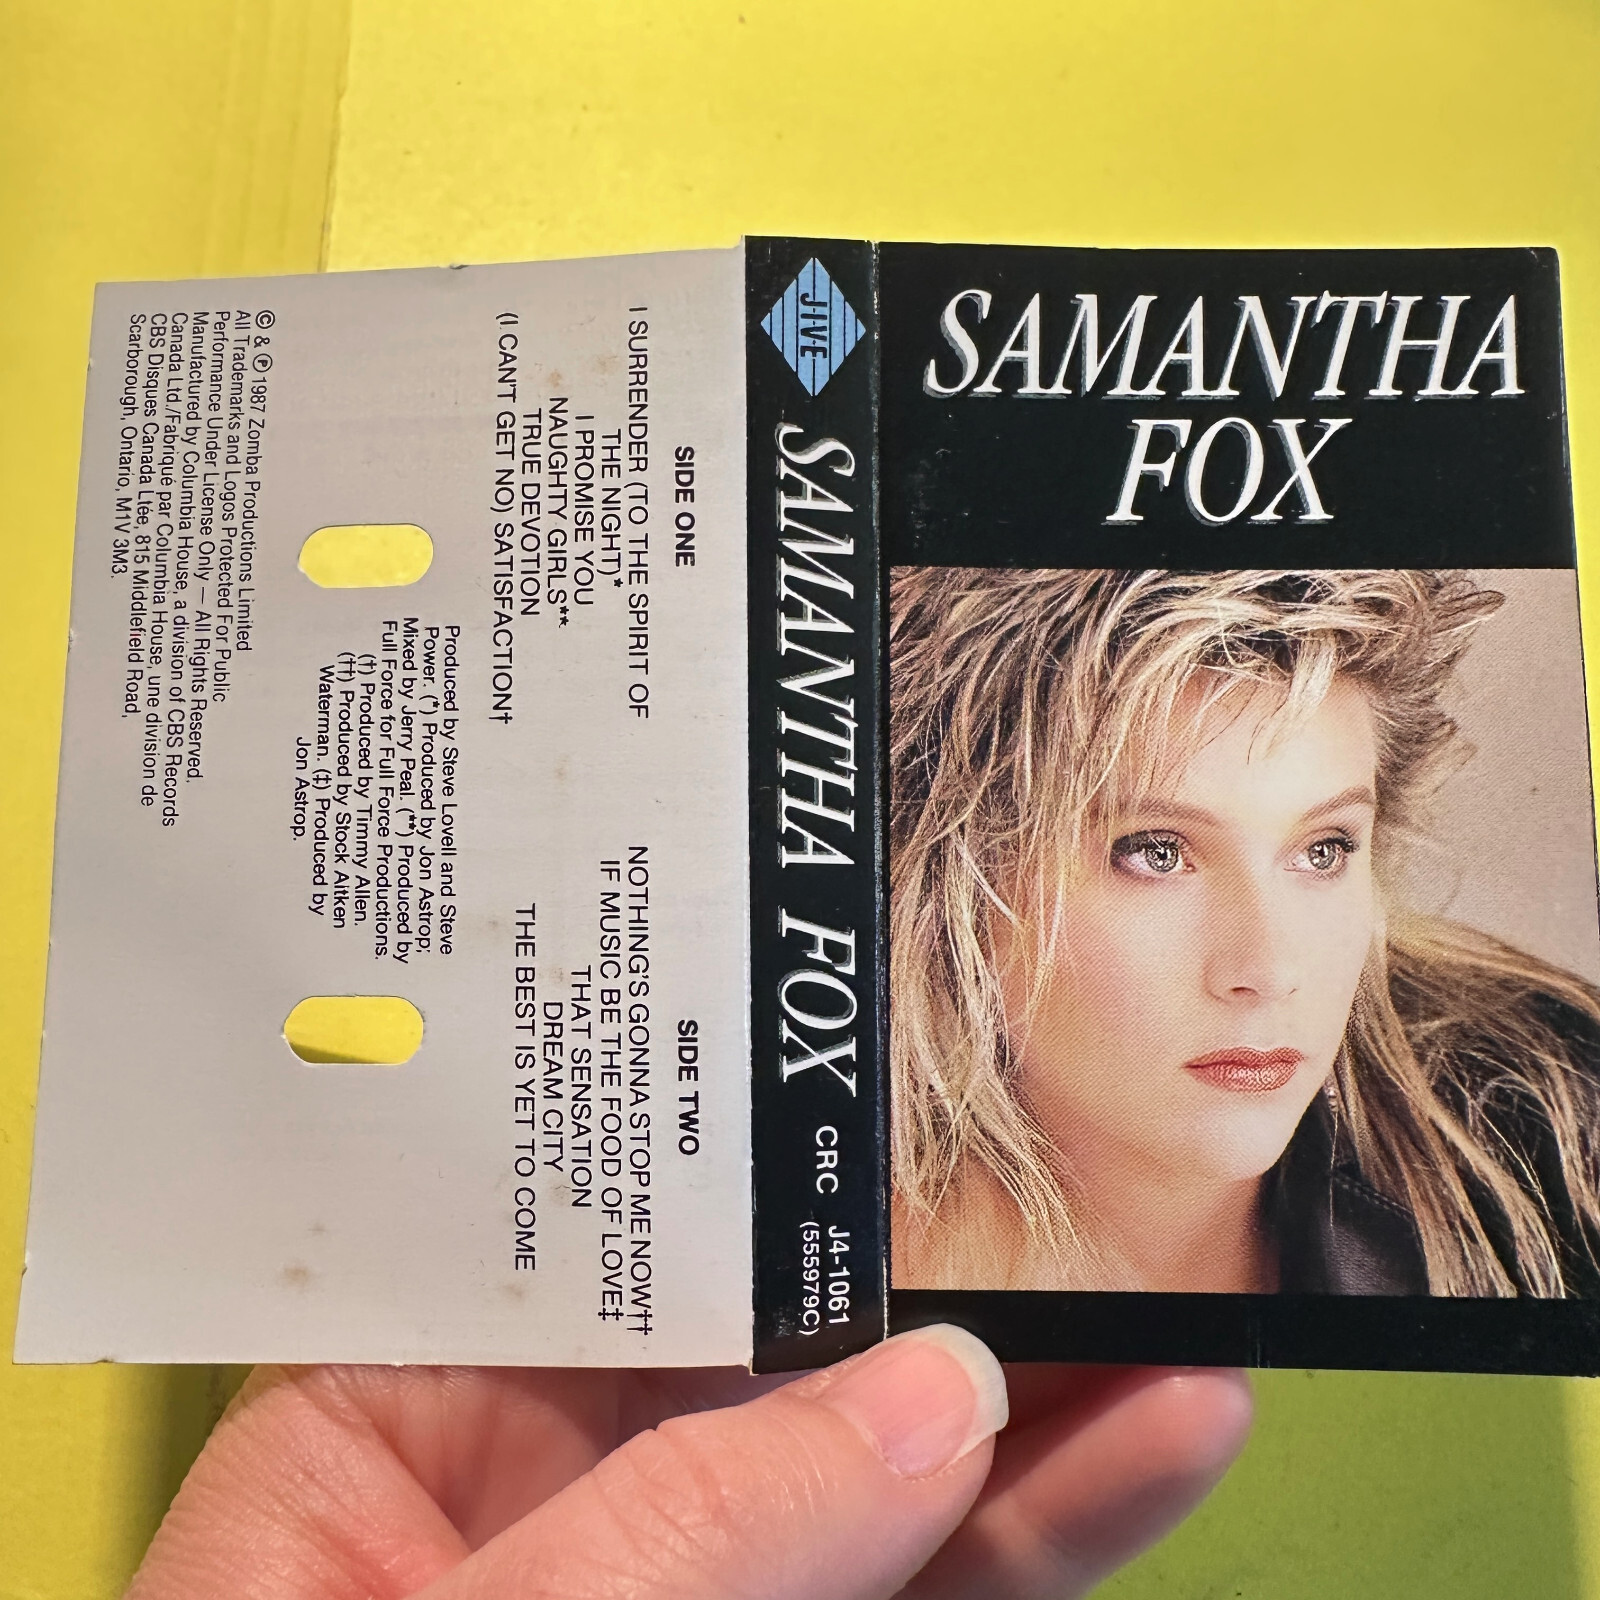 SAMANTHA
FOX
J·I·V·E
SAMANTHA FOX
CRC J4-1061
(555979C)
SIDE ONE
I SURRENDER (TO THE SPIRIT OF
THE NIGHT)*
I PROMISE YOU
NAUGHTY GIRLS**
TRUE DEVOTION
(I CAN'T GET NO) SATISFACTION†
SIDE TWO
NOTHING'S GONNA STOP ME NOW††
IF MUSIC BE THE FOOD OF LOVE‡
THAT SENSATION
DREAM CITY
THE BEST IS YET TO COME
Produced by Steve Lovell and Steve
Power. (*) Produced by Jon Astrop;
Mixed by Jerry Peal. (**) Produced by
Full Force for Full Force Productions.
(†) Produced by Timmy Allen.
(††) Produced by Stock Aitken
Waterman. (‡) Produced by
Jon Astrop.
© & ℗ 1987 Zomba Productions Limited
All Trademarks and Logos Protected For Public
Performance Under License Only — All Rights Reserved.
Manufactured by Columbia House, a division of CBS Records
Canada Ltd./Fabriqué par Columbia House, une division de
CBS Disques Canada Ltée, 815 Middlefield Road,
Scarborough, Ontario, M1V 3M3.